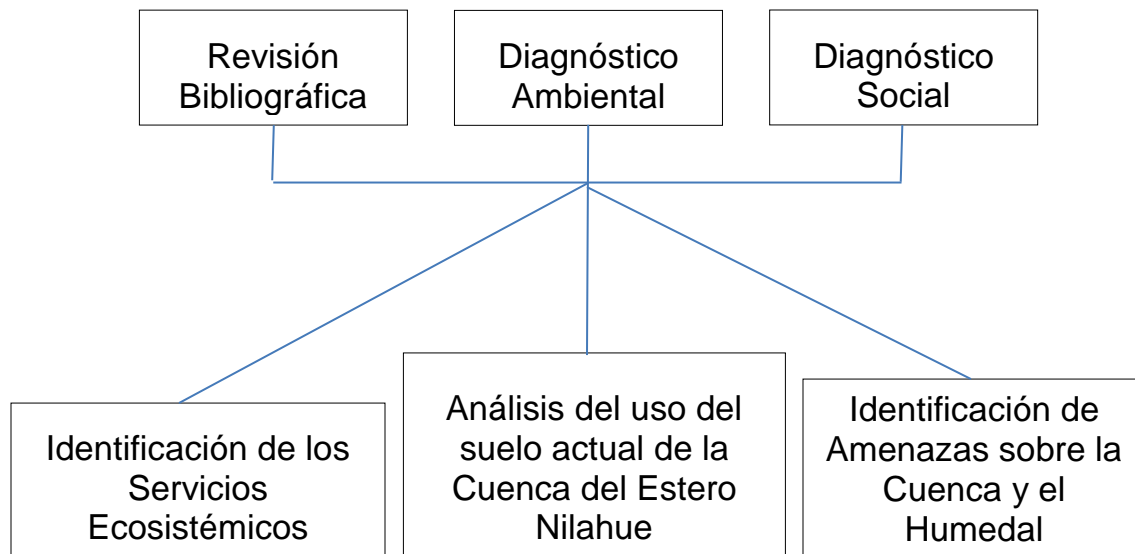 Revisión
Bibliográfica
Diagnóstico
Ambiental
Diagnóstico
Social
Identificación de los
Servicios
Ecosistémicos
Análisis del uso del
suelo actual de la
Cuenca del Estero
Nilahue
Identificación de
Amenazas sobre la
Cuenca y el
Humedal